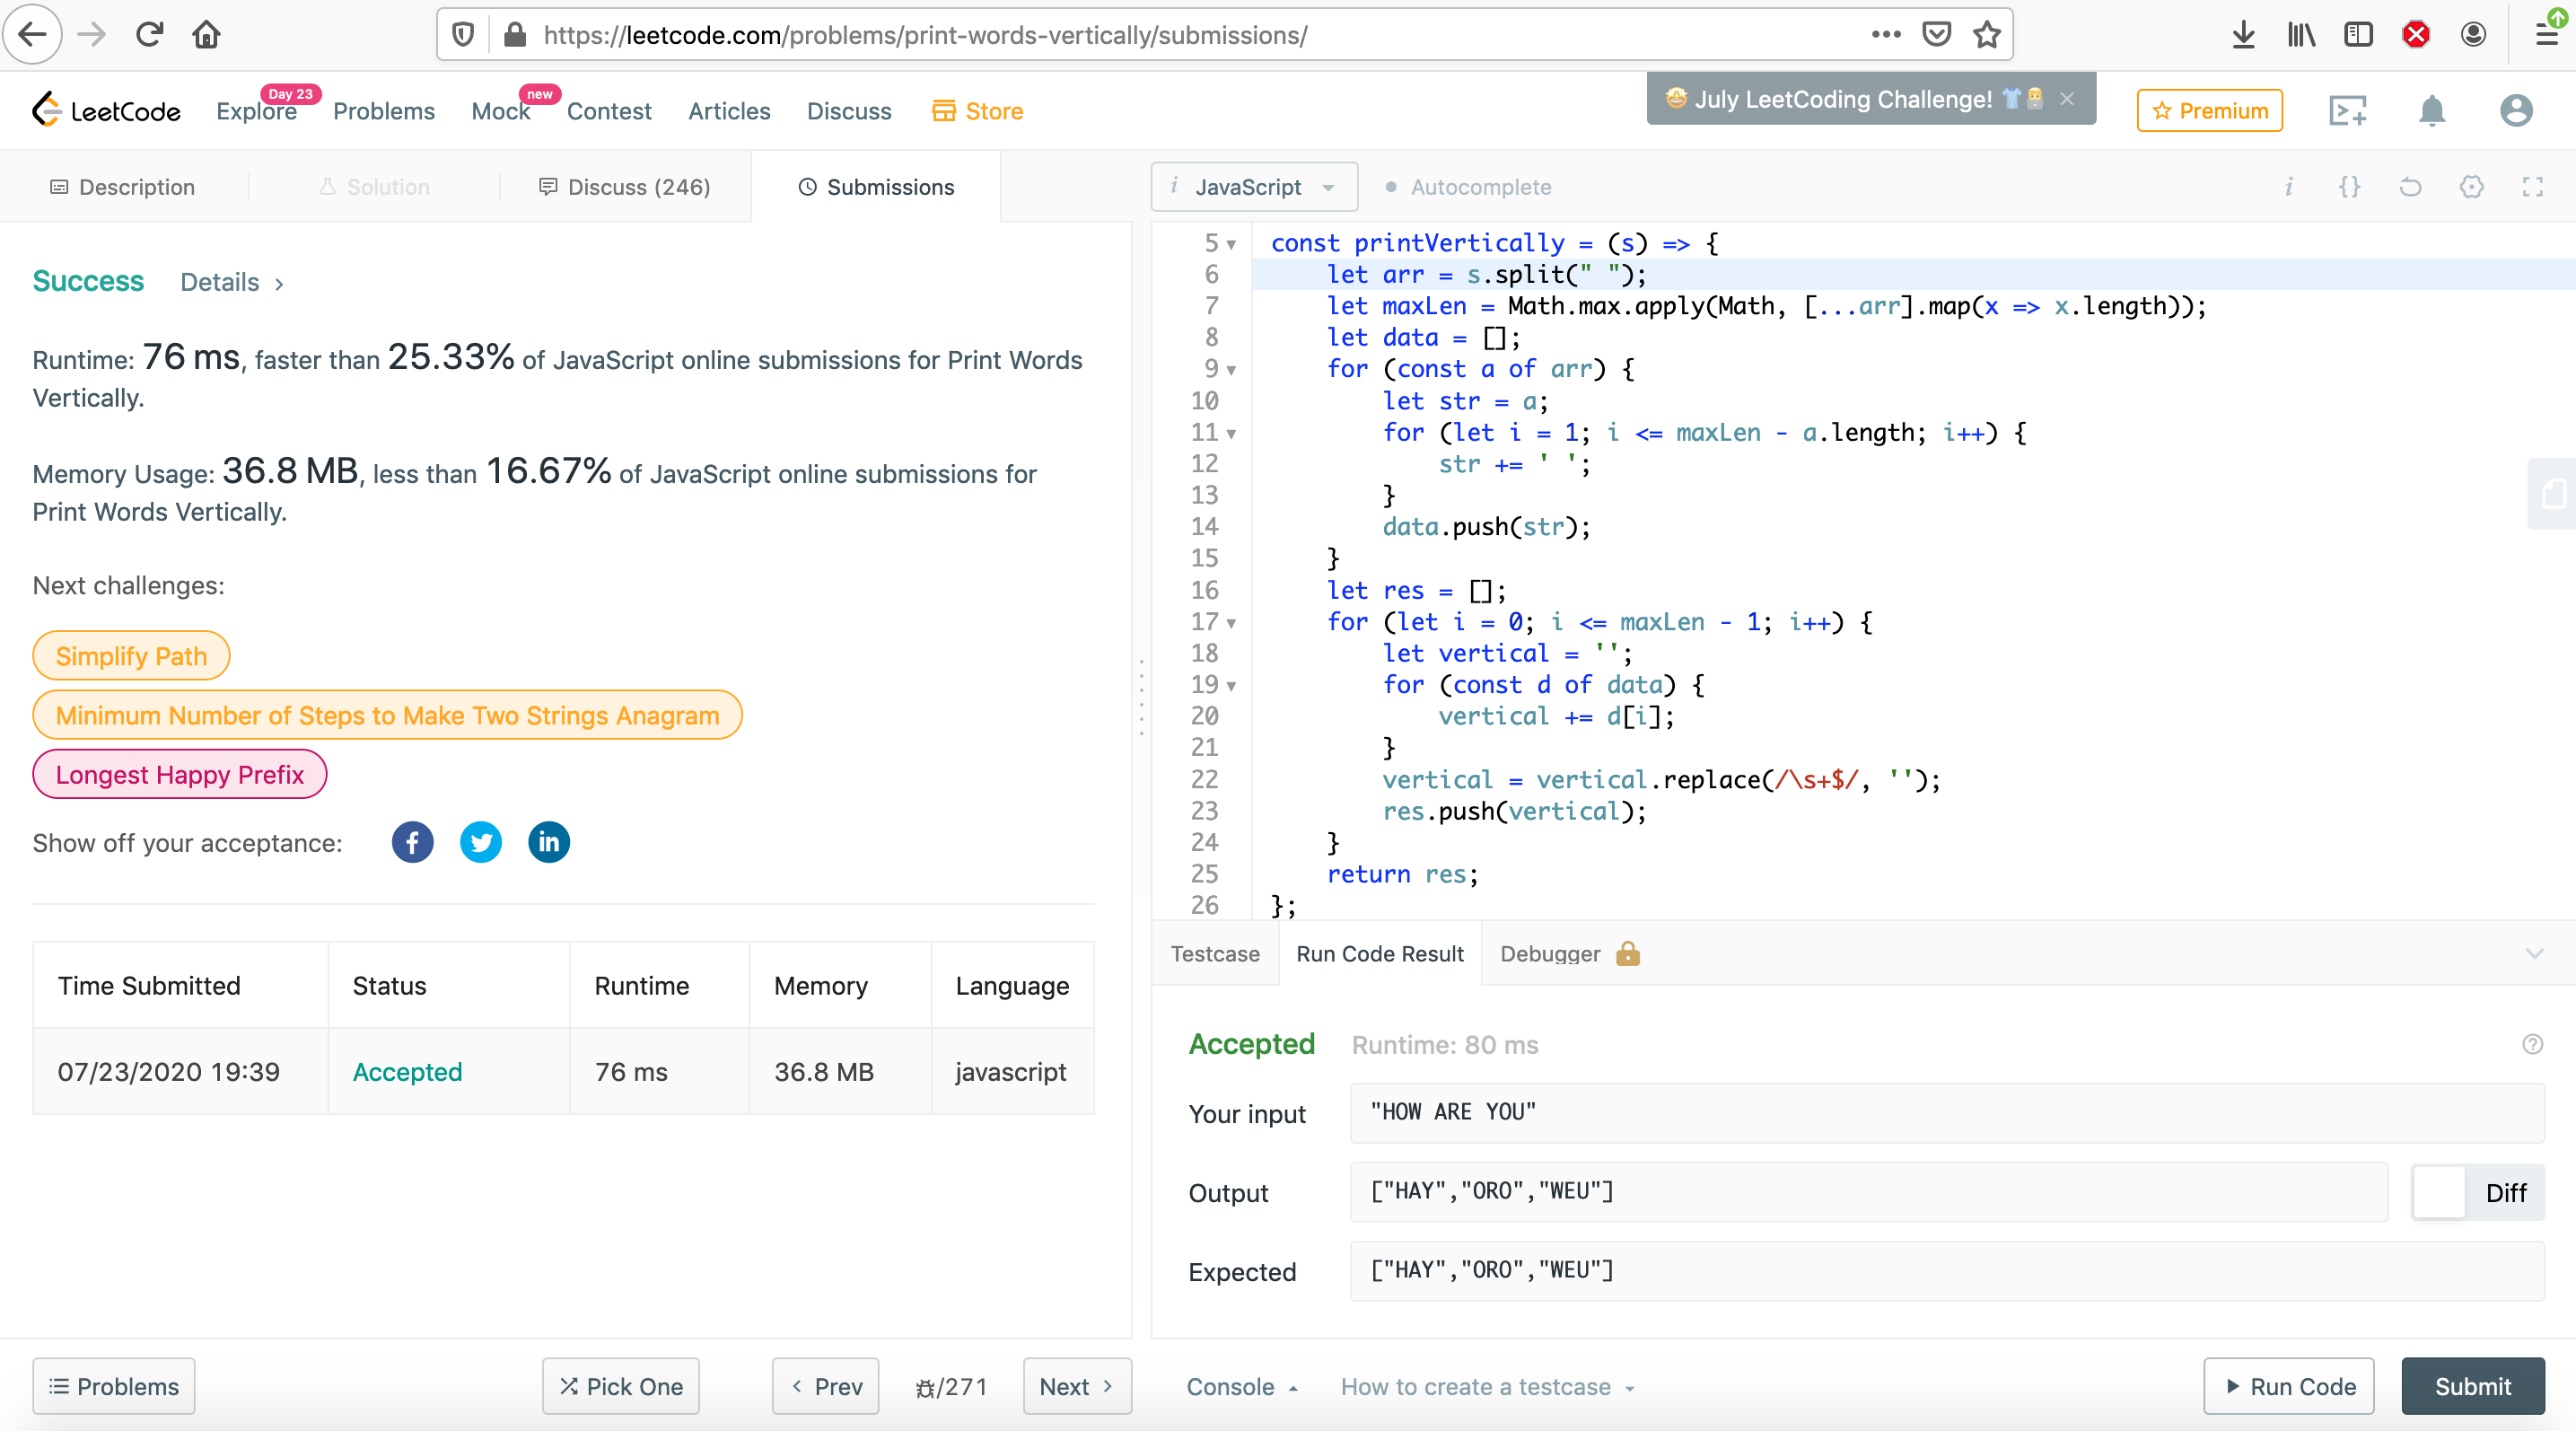 https://leetcode.com/problems/print-words-vertically/submissions/
LeetCode
Explore
Day 23
Problems
Mock
new
Contest
Articles
Discuss
Store
July LeetCoding Challenge!
Premium
Description
Solution
Discuss (246)
Submissions
Success
Details
Runtime: 76 ms, faster than 25.33% of JavaScript online submissions for Print Words
Vertically.
Memory Usage: 36.8 MB, less than 16.67% of JavaScript online submissions for
Print Words Vertically.
Next challenges:
Simplify Path
Minimum Number of Steps to Make Two Strings Anagram
Longest Happy Prefix
Show off your acceptance:
Time Submitted Status Runtime Memory Language
07/23/2020 19:39 Accepted 76 ms 36.8 MB javascript
Problems
Pick One
Prev
/271
Next
JavaScript
Autocomplete
5 const printVertically = (s) => {
6 let arr = s.split(" ");
7 let maxLen = Math.max.apply(Math, [...arr].map(x => x.length));
8 let data = [];
9 for (const a of arr) {
10 let str = a;
11 for (let i = 1; i <= maxLen - a.length; i++) {
12 str += ' ';
13 }
14 data.push(str);
15 }
16 let res = [];
17 for (let i = 0; i <= maxLen - 1; i++) {
18 let vertical = '';
19 for (const d of data) {
20 vertical += d[i];
21 }
22 vertical = vertical.replace(/\s+$/, '');
23 res.push(vertical);
24 }
25 return res;
26 };
Testcase
Run Code Result
Debugger
Accepted
Runtime: 80 ms
Your input
"HOW ARE YOU"
Output
["HAY","ORO","WEU"]
Diff
Expected
["HAY","ORO","WEU"]
Console
How to create a testcase
Run Code
Submit